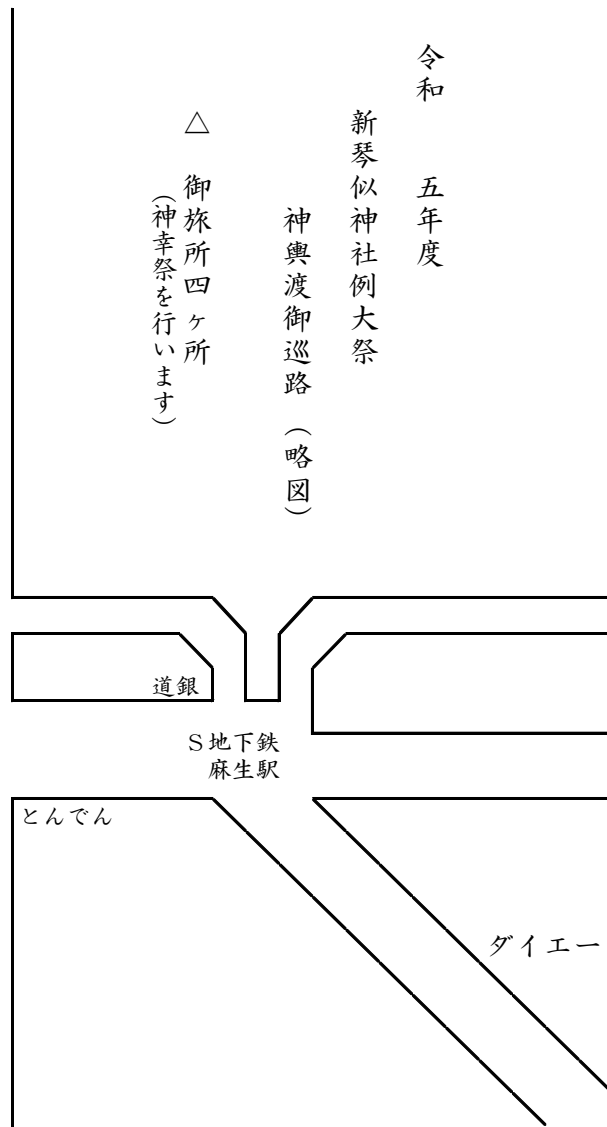 令和　五年度
新琴似神社例大祭
神輿渡御巡路（略図）
△　御旅所四ヶ所
（神幸祭を行います）
道銀
Ｓ地下鉄
麻生駅
とんでん
ダイエー